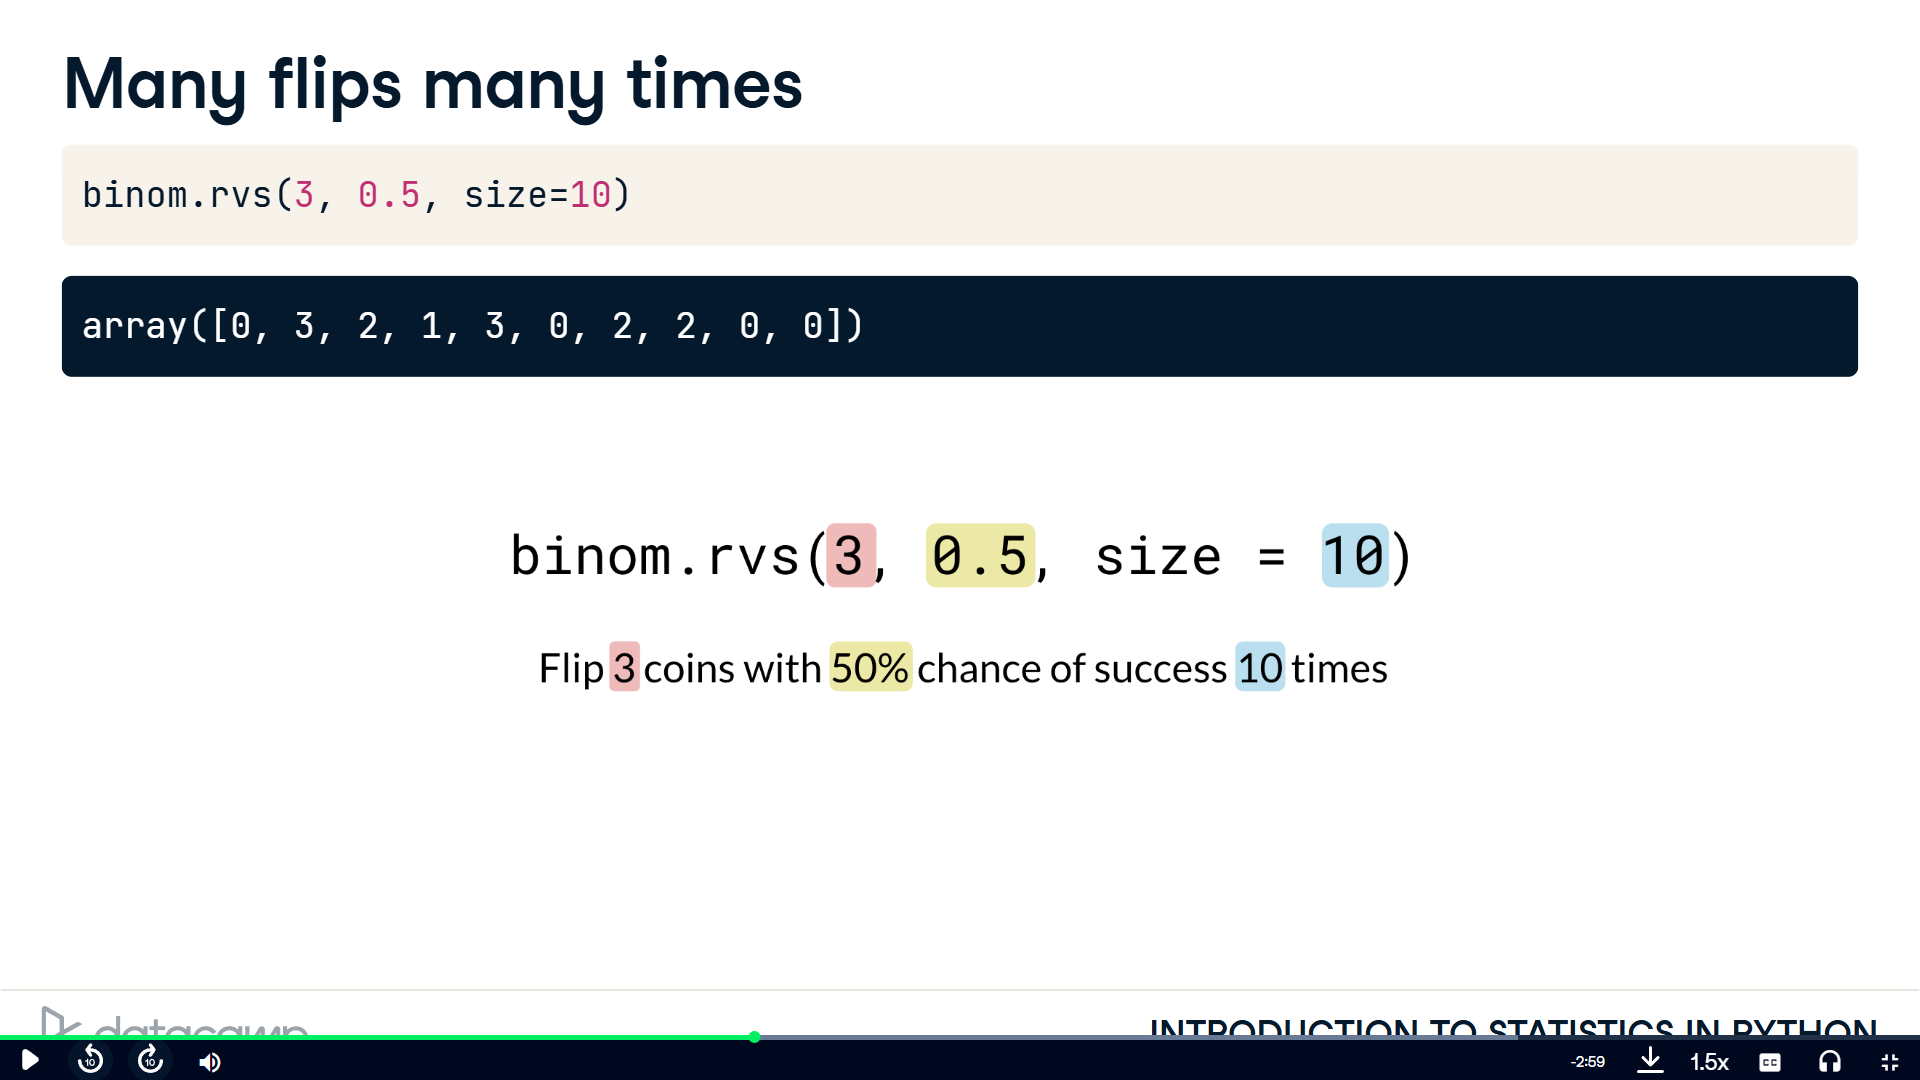 Many flips many times
binom.rvs(3, 0.5, size=10)
array([0, 3, 2, 1, 3, 0, 2, 2, 0, 0])
binom.rvs(3, 0.5, size = 10)
Flip 3 coins with 50% chance of success 10 times
datacamp
INTRODUCTION TO STATISTICS IN PYTHON
10
10
-2:59
1.5x
CC